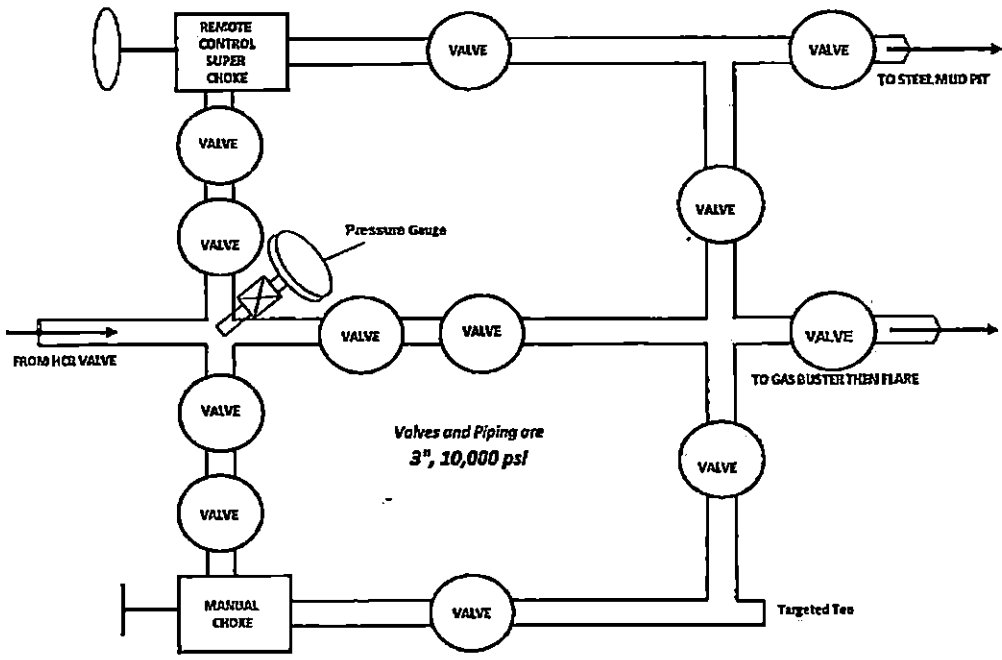 REMOTE
CONTROL
SUPER
CHOKE
VALVE
VALVE
TO STEEL MUD PIT
VALVE
VALVE
VALVE
Pressure Gauge
FROM HCR VALVE
VALVE
VALVE
VALVE
TO GAS BUSTER THEN FLARE
VALVE
Valves and Piping are
3", 10,000 psi
VALVE
VALVE
MANUAL
CHOKE
VALVE
Targeted Tee